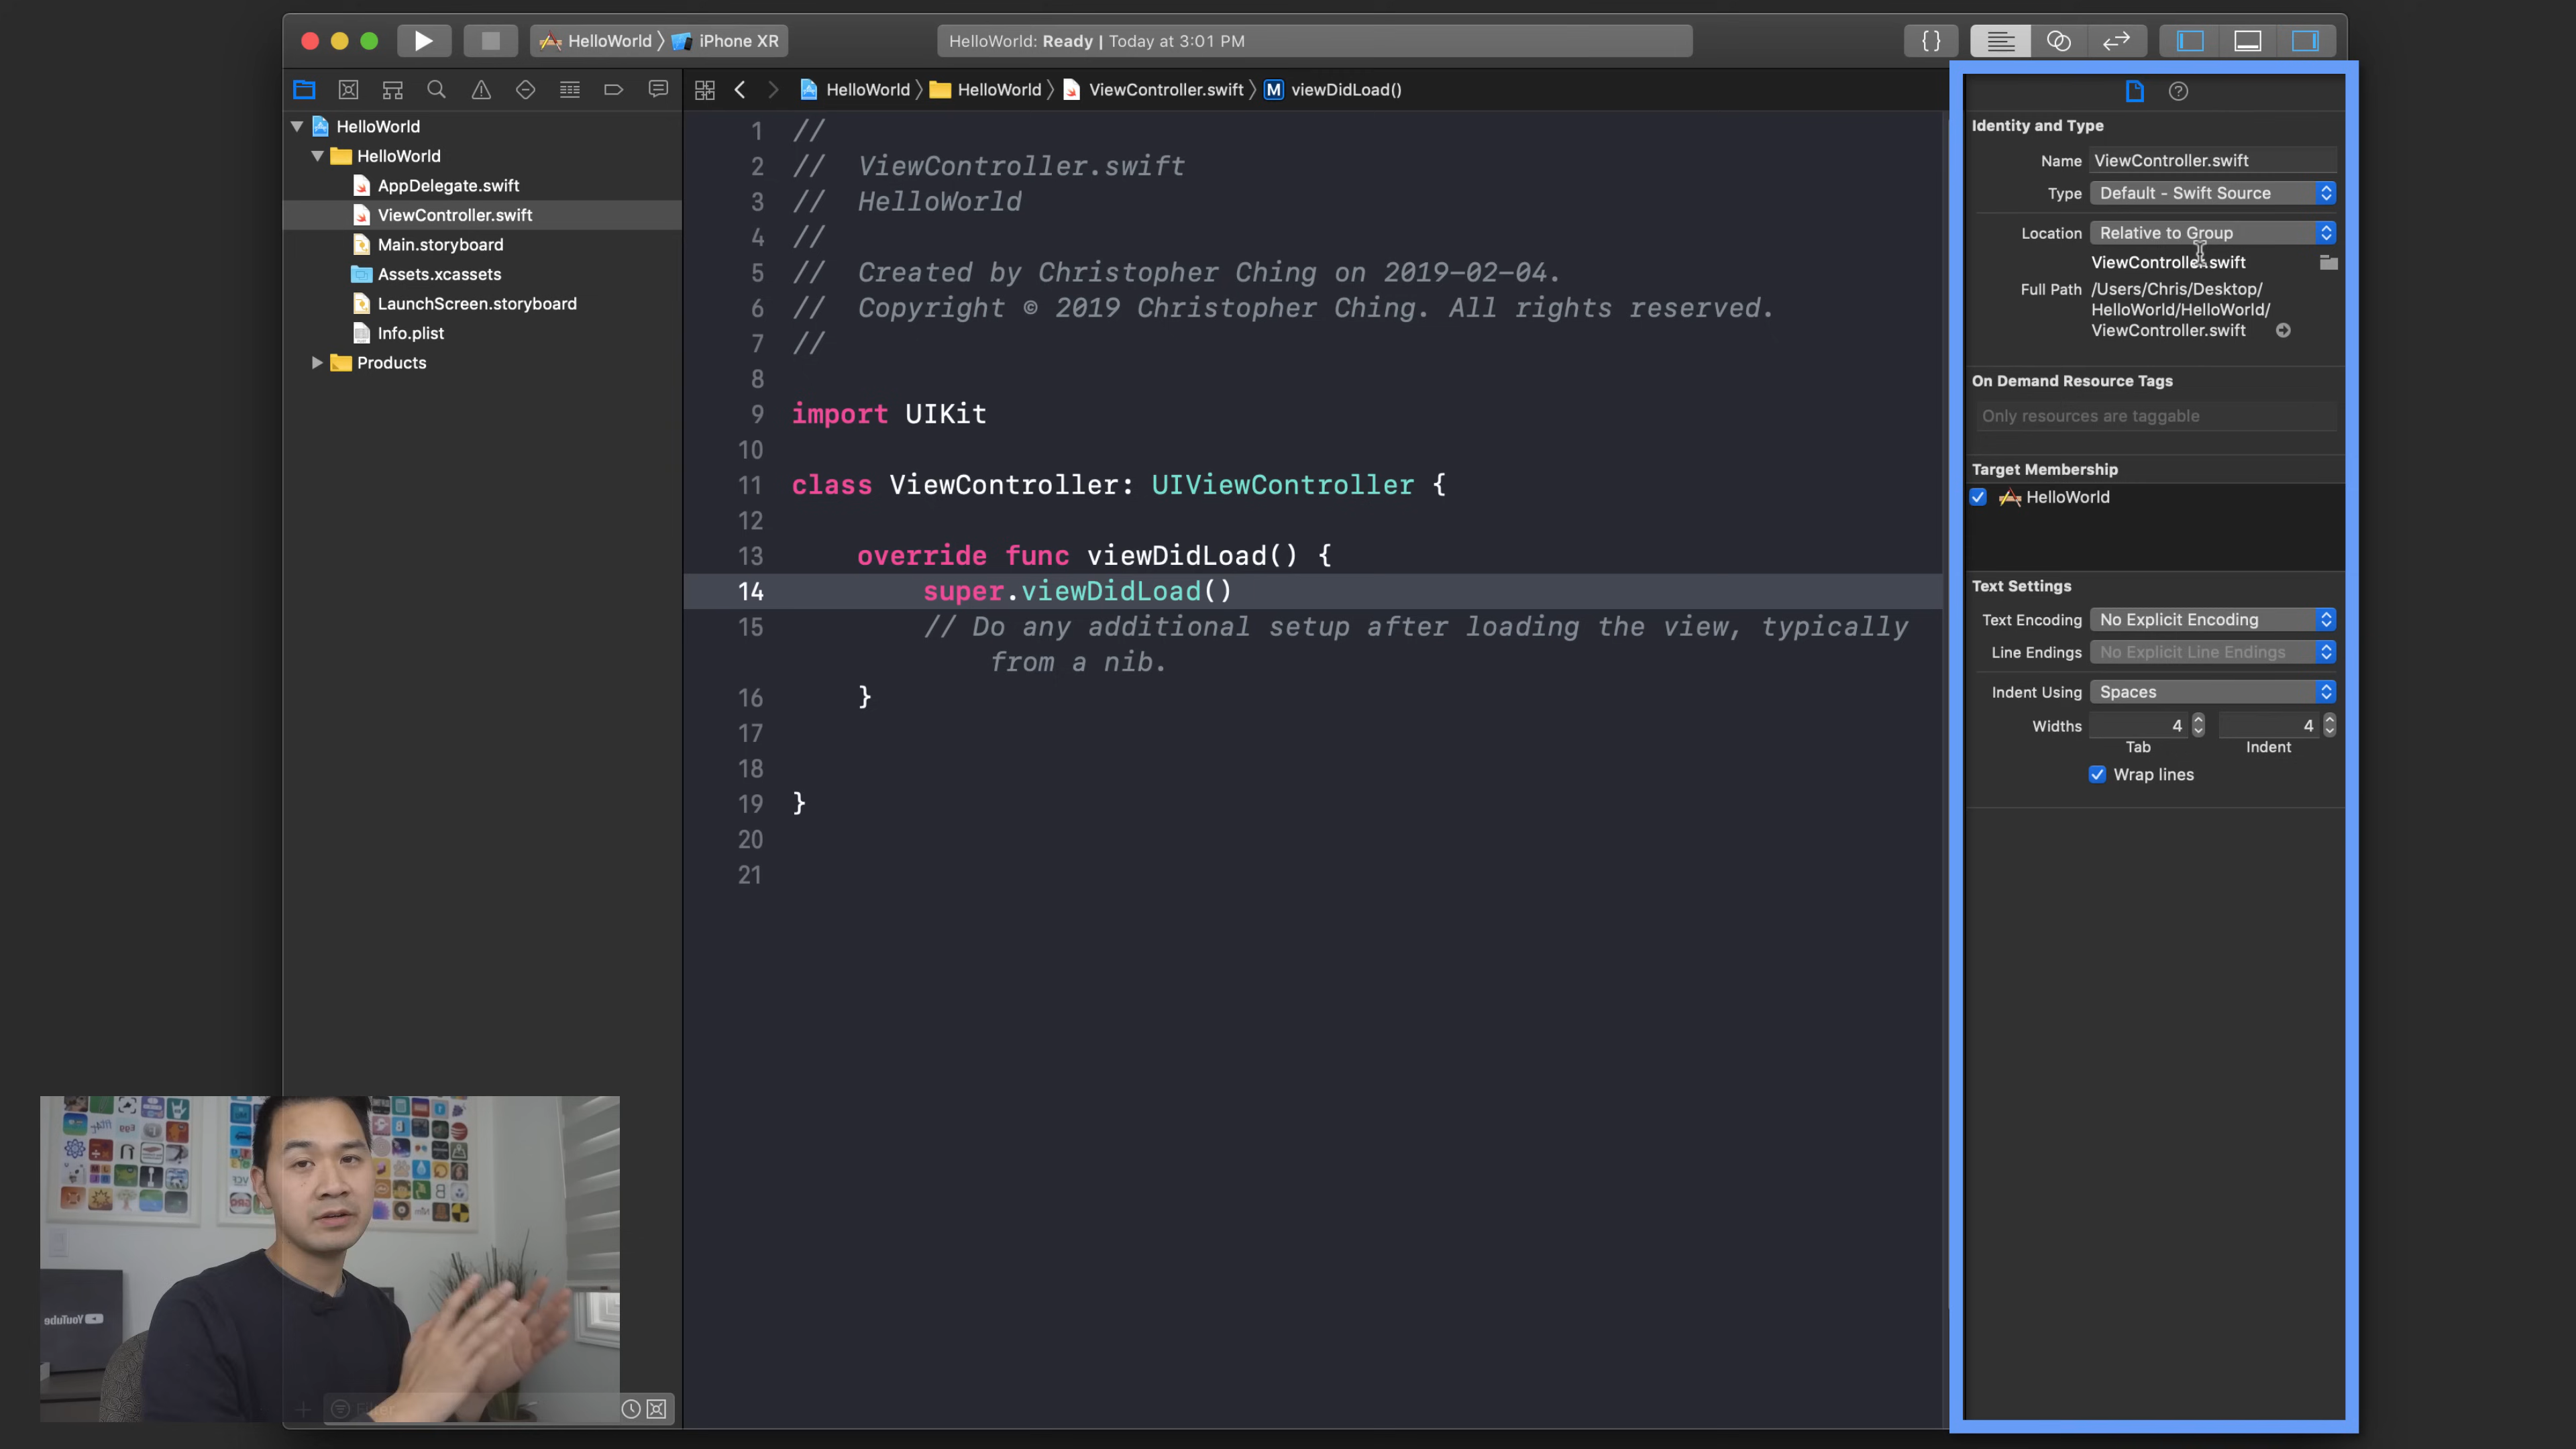 HelloWorld iPhone XR
HelloWorld: Ready | Today at 3:01 PM
{ }
HelloWorld
HelloWorld
AppDelegate.swift
ViewController.swift
Main.storyboard
Assets.xcassets
LaunchScreen.storyboard
Info.plist
Products
Filter
HelloWorld HelloWorld ViewController.swift M viewDidLoad()
1 //
2 //  ViewController.swift
3 //  HelloWorld
4 //
5 //  Created by Christopher Ching on 2019-02-04.
6 //  Copyright © 2019 Christopher Ching. All rights reserved.
7 //
8
9 import UIKit
10
11 class ViewController: UIViewController {
12
13     override func viewDidLoad() {
14         super.viewDidLoad()
15         // Do any additional setup after loading the view, typically
from a nib.
16     }
17
18
19 }
20
21
Identity and Type
Name ViewController.swift
Type Default - Swift Source
Location Relative to Group
ViewController.swift
Full Path /Users/Chris/Desktop/
HelloWorld/HelloWorld/
ViewController.swift
On Demand Resource Tags
Only resources are taggable
Target Membership
HelloWorld
Text Settings
Text Encoding No Explicit Encoding
Line Endings No Explicit Line Endings
Indent Using Spaces
Widths 4 4
Tab Indent
Wrap lines
YouTube